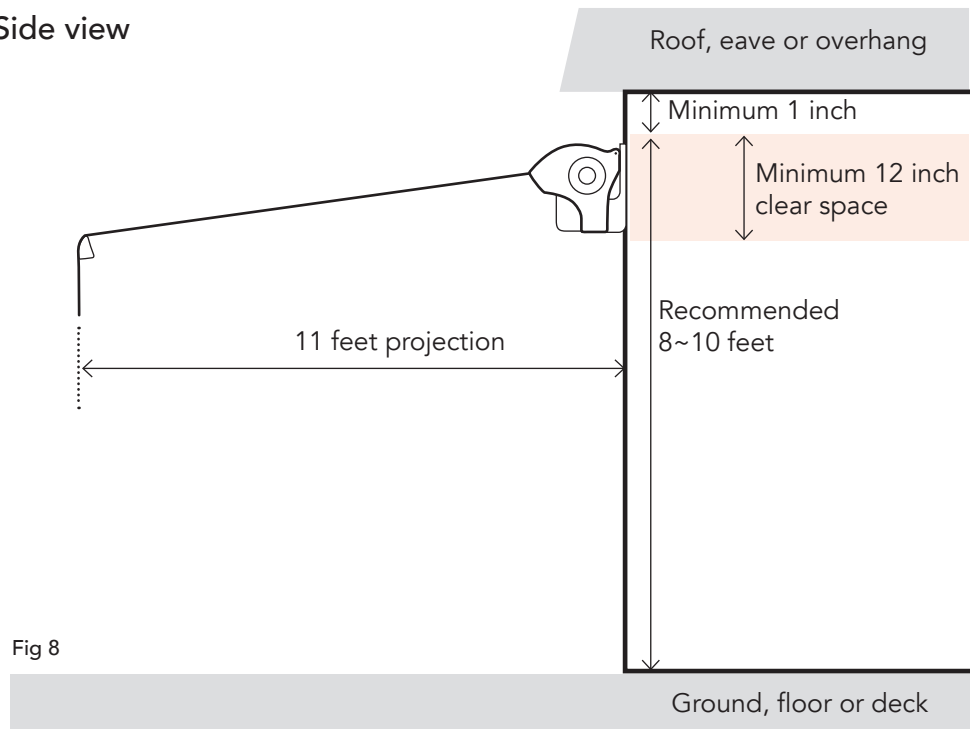 Side view
Roof, eave or overhang
Minimum 1 inch
Minimum 12 inch
clear space
Recommended
8~10 feet
11 feet projection
Fig 8
Ground, floor or deck